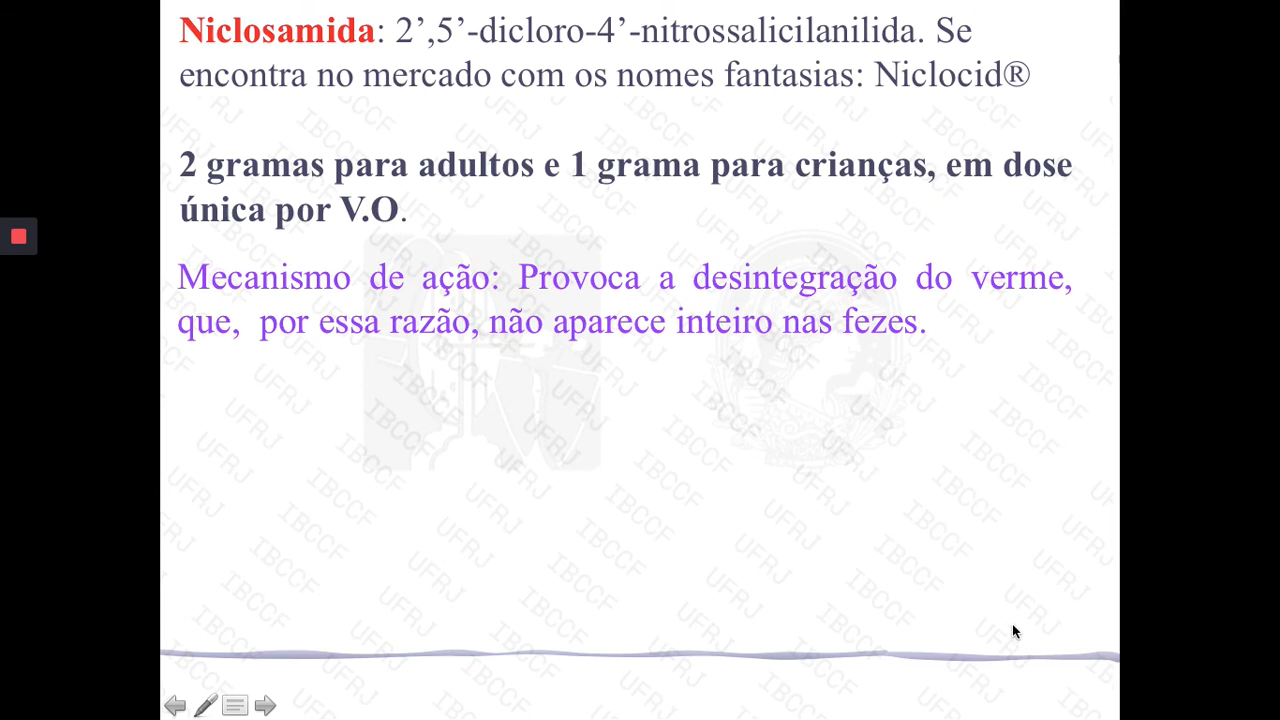 Niclosamida: 2’,5’-dicloro-4’-nitrossalicilanilida. Se
encontra no mercado com os nomes fantasias: Niclocid®
2 gramas para adultos e 1 grama para crianças, em dose
única por V.O.
Mecanismo de ação: Provoca a desintegração do verme,
que, por essa razão, não aparece inteiro nas fezes.